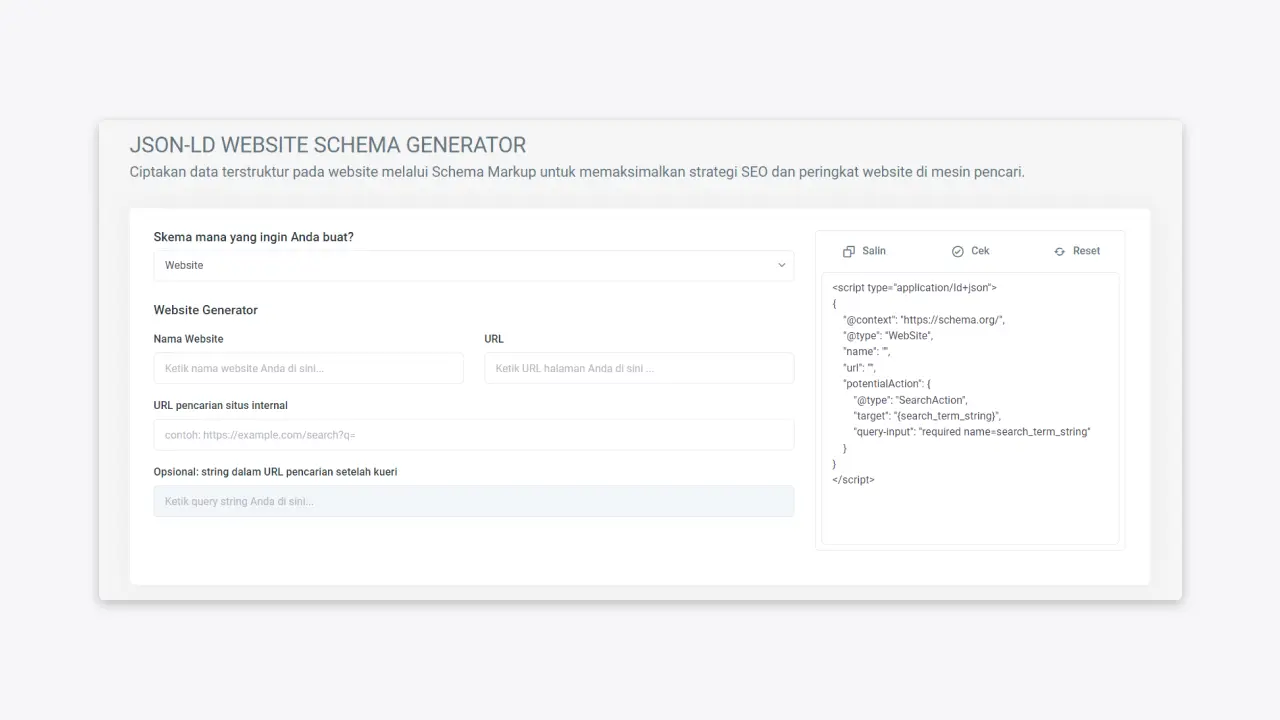 JSON-LD WEBSITE SCHEMA GENERATOR
Ciptakan data terstruktur pada website melalui Schema Markup untuk memaksimalkan strategi SEO dan peringkat website di mesin pencari.
Skema mana yang ingin Anda buat?
Website
Website Generator
Nama Website
URL
Ketik nama website Anda di sini...
Ketik URL halaman Anda di sini ...
URL pencarian situs internal
contoh: https://example.com/search?q=
Opsional: string dalam URL pencarian setelah kueri
Ketik query string Anda di sini...
Salin
Cek
Reset
<script type="application/ld+json">
{
"@context": "https://schema.org/",
"@type": "WebSite",
"name": "",
"url": "",
"potentialAction": {
"@type": "SearchAction",
"target": "{search_term_string}",
"query-input": "required name=search_term_string"
}
}
</script>